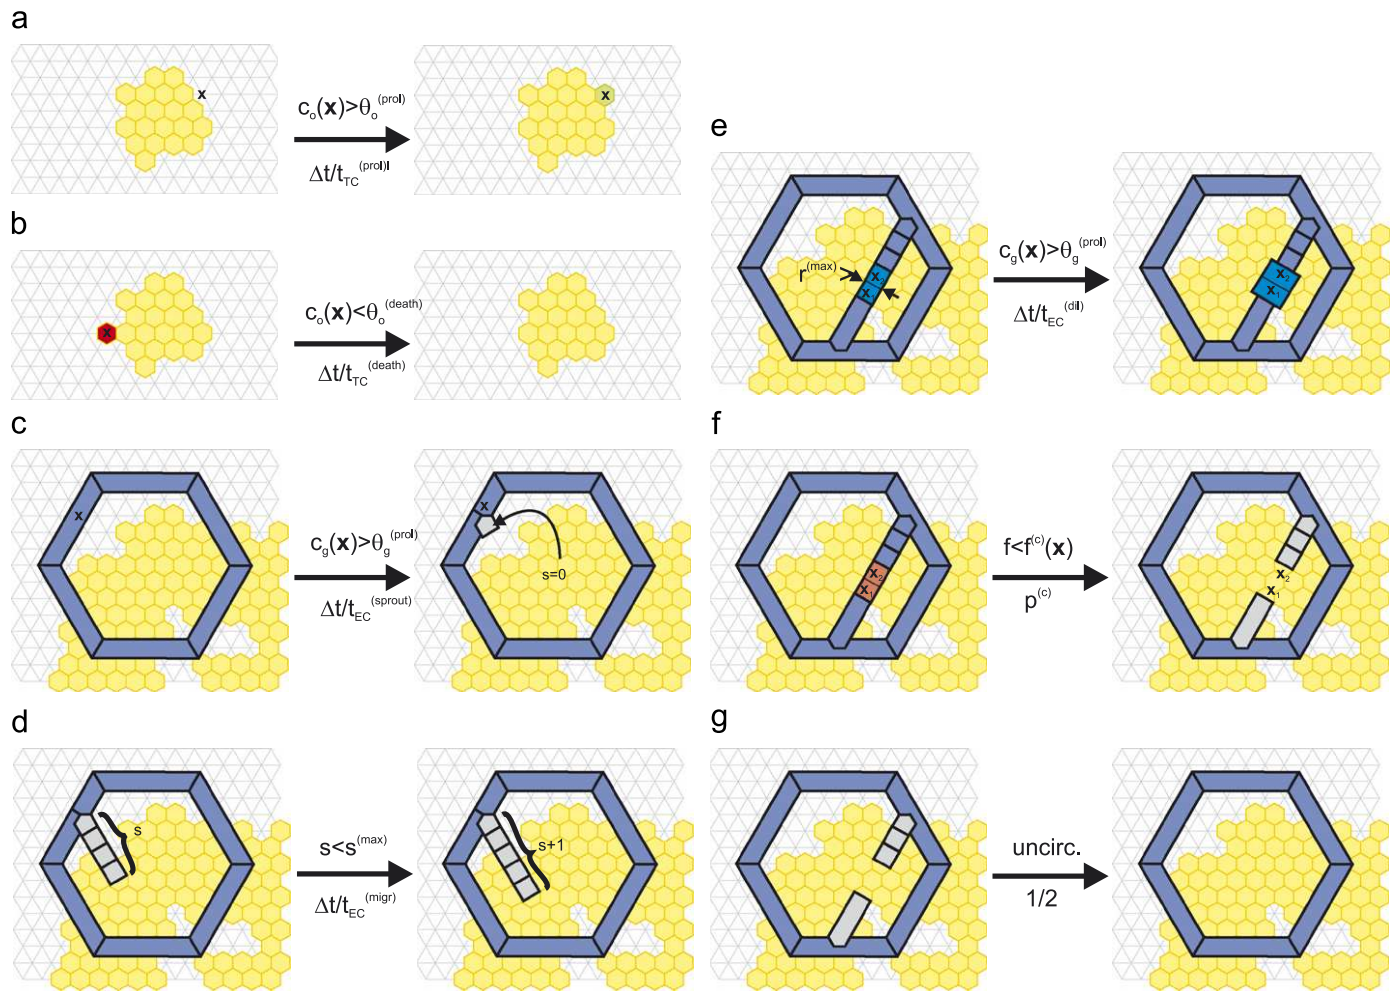 a
x
c_o(x)>θ_o^(prol)
Δt/t_TC^(prol)l
x
b
x
c_o(x)<θ_o^(death)
Δt/t_TC^(death)
c
x
c_g(x)>θ_g^(prol)
Δt/t_EC^(sprout)
x
s=0
d
s
s<s^(max)
Δt/t_EC^(migr)
s+1
e
r^(max)
x_2
x_1
c_g(x)>θ_g^(prol)
Δt/t_EC^(dil)
x_2
x_1
f
x_2
x_1
f<f^(c)(x)
p^(c)
x_2
x_1
g
uncirc.
1/2